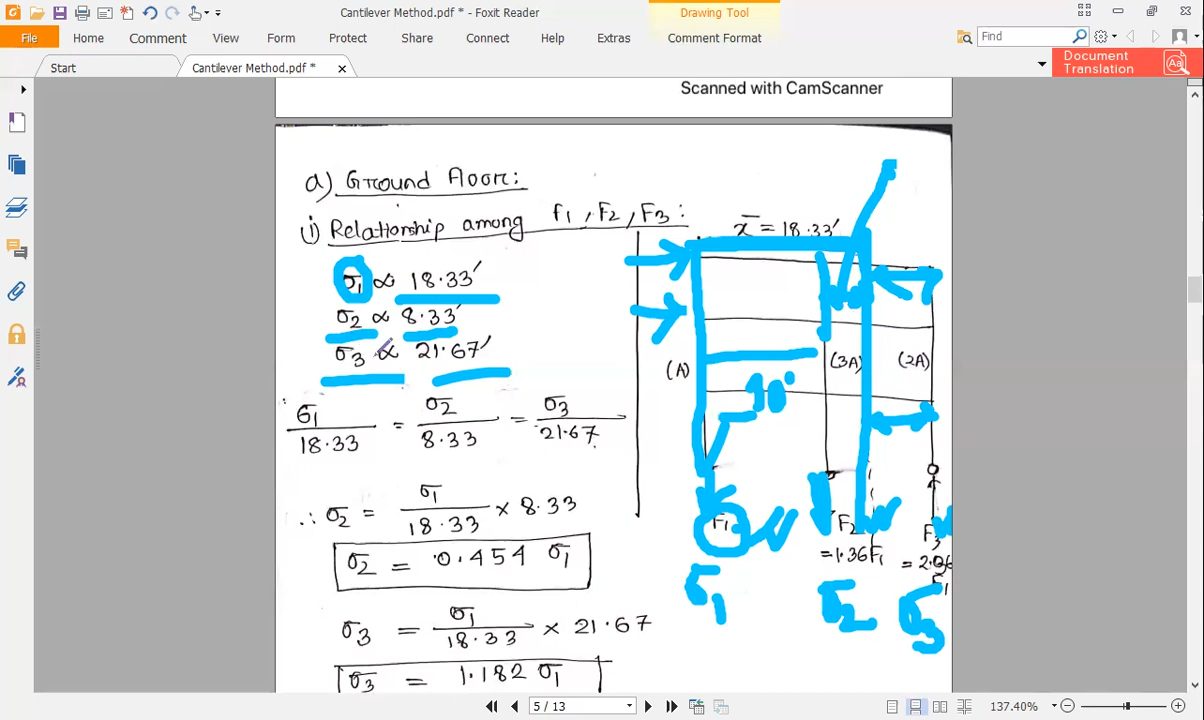 Cantilever Method.pdf * - Foxit Reader
Drawing Tool
File Home Comment View Form Protect Share Connect Help Extras Comment Format Find
Start Cantilever Method.pdf *
Document Translation
Scanned with CamScanner
a) Ground floor:
i) Relationship among F1, F2, F3:
x̄ = 18.33'
σ1 ∝ 18.33'
σ2 ∝ 8.33'
σ3 ∝ 21.67'
(A) (3A) (2A)
10'
σ1/18.33 = σ2/8.33 = σ3/21.67
F1 F2 F3
=1.36F1
∴ σ2 = σ1/18.33 × 8.33
σ2 = 0.454 σ1
σ1 σ2 σ3
σ3 = σ1/18.33 × 21.67
σ3 = 1.182 σ1
5 / 13
137.40%